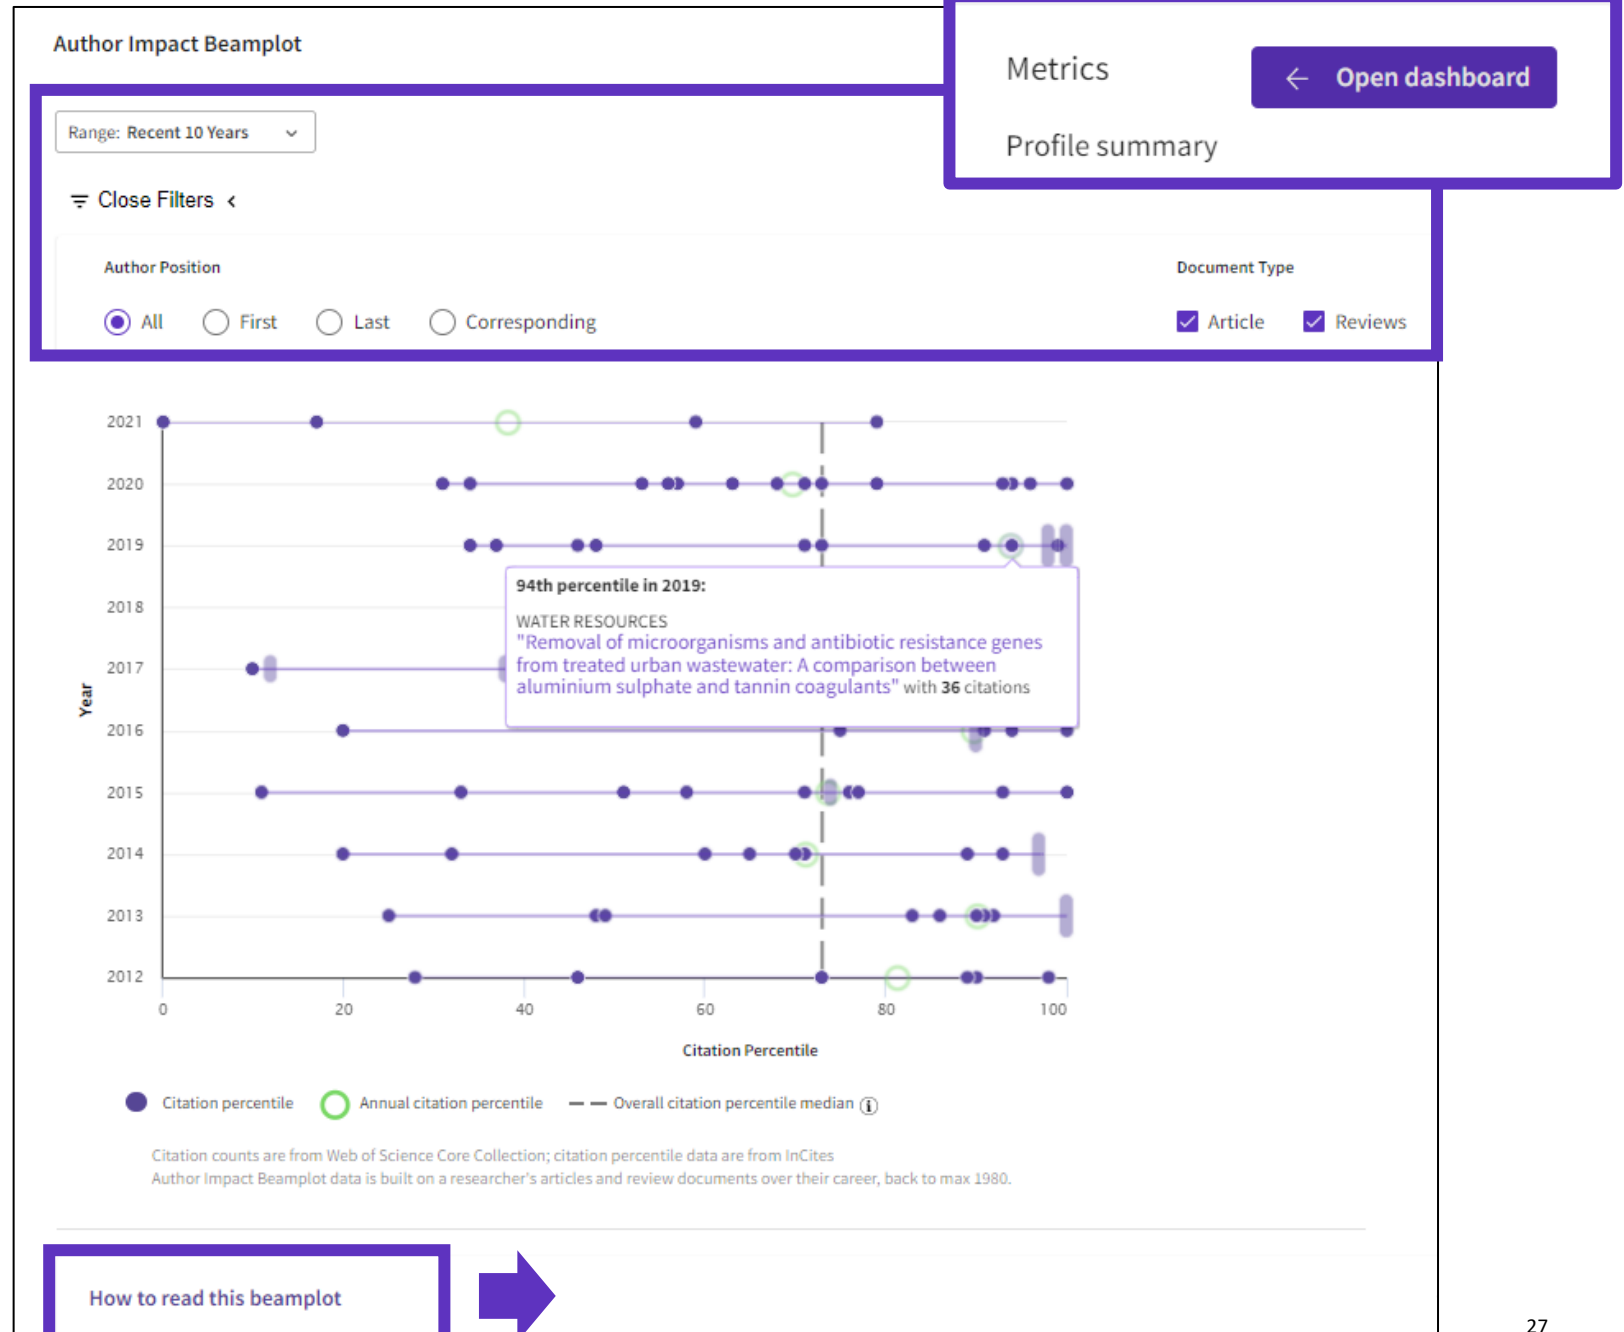 Author Impact Beamplot
Metrics
Open dashboard
Profile summary
Range: Recent 10 Years
Close Filters
Author Position
Document Type
All
First
Last
Corresponding
Article
Reviews
2021
2020
2019
94th percentile in 2019:
WATER RESOURCES
"Removal of microorganisms and antibiotic resistance genes
from treated urban wastewater: A comparison between
aluminium sulphate and tannin coagulants" with 36 citations
2018
2017
Year
2016
2015
2014
2013
2012
0
20
40
60
80
100
Citation Percentile
Citation percentile
Annual citation percentile
Overall citation percentile median
Citation counts are from Web of Science Core Collection; citation percentile data are from InCites
Author Impact Beamplot data is built on a researcher's articles and review documents over their career, back to max 1980.
How to read this beamplot
27